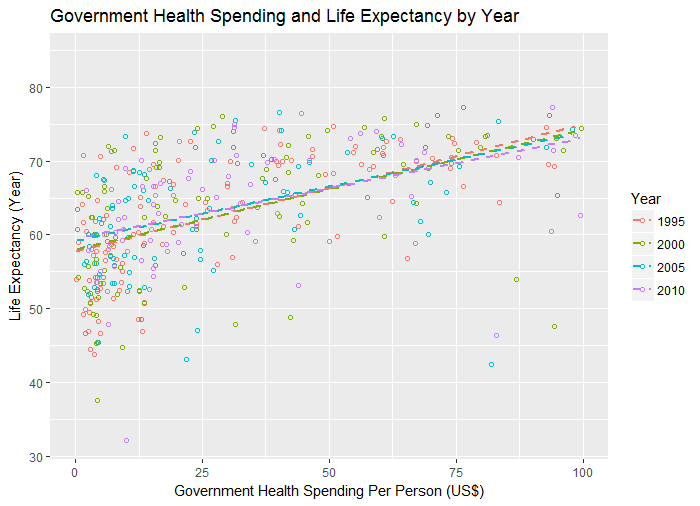 Government Health Spending and Life Expectancy by Year
Life Expectancy (Year)
80
70
60
50
40
30
0 25 50 75 100
Government Health Spending Per Person (US$)
Year
1995
2000
2005
2010